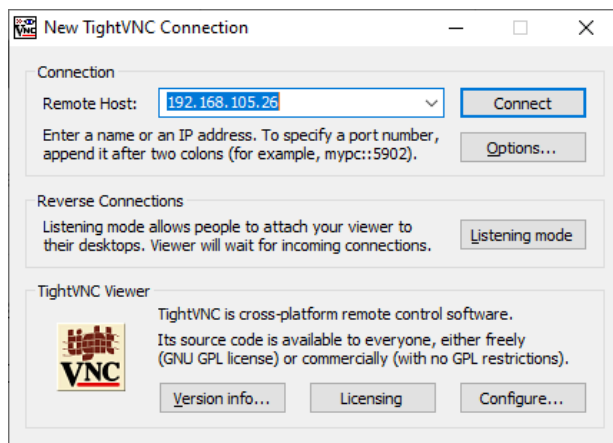 New TightVNC Connection
Connection
Remote Host: 192.168.105.26 Connect
Enter a name or an IP address. To specify a port number,
append it after two colons (for example, mypc::5902).
Options...
Reverse Connections
Listening mode allows people to attach your viewer to
their desktops. Viewer will wait for incoming connections.
Listening mode
TightVNC Viewer
TightVNC is cross-platform remote control software.
Its source code is available to everyone, either freely
(GNU GPL license) or commercially (with no GPL restrictions).
tight
VNC
Version info... Licensing Configure...